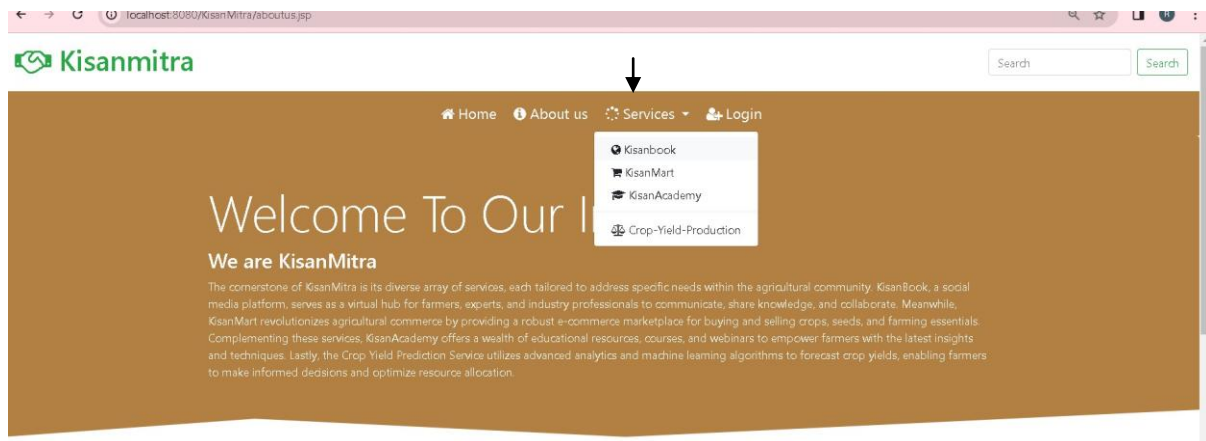 localhost:8080/KisanMitra/aboutus.jsp
Kisanmitra
Search Search
Home About us Services Login
Kisanbook
KisanMart
KisanAcademy
Crop-Yield-Production
Welcome To Our
We are KisanMitra
The cornerstone of KisanMitra is its diverse array of services, each tailored to address specific needs within the agricultural community. KisanBook, a social
media platform, serves as a virtual hub for farmers, experts, and industry professionals to communicate, share knowledge, and collaborate. Meanwhile,
KisanMart revolutionizes agricultural commerce by providing a robust e-commerce marketplace for buying and selling crops, seeds, and farming essentials.
Complementing these services, KisanAcademy offers a wealth of educational resources, courses, and webinars to empower farmers with the latest insights
and techniques. Lastly, the Crop Yield Prediction Service utilizes advanced analytics and machine learning algorithms to forecast crop yields, enabling farmers
to make informed decisions and optimize resource allocation.